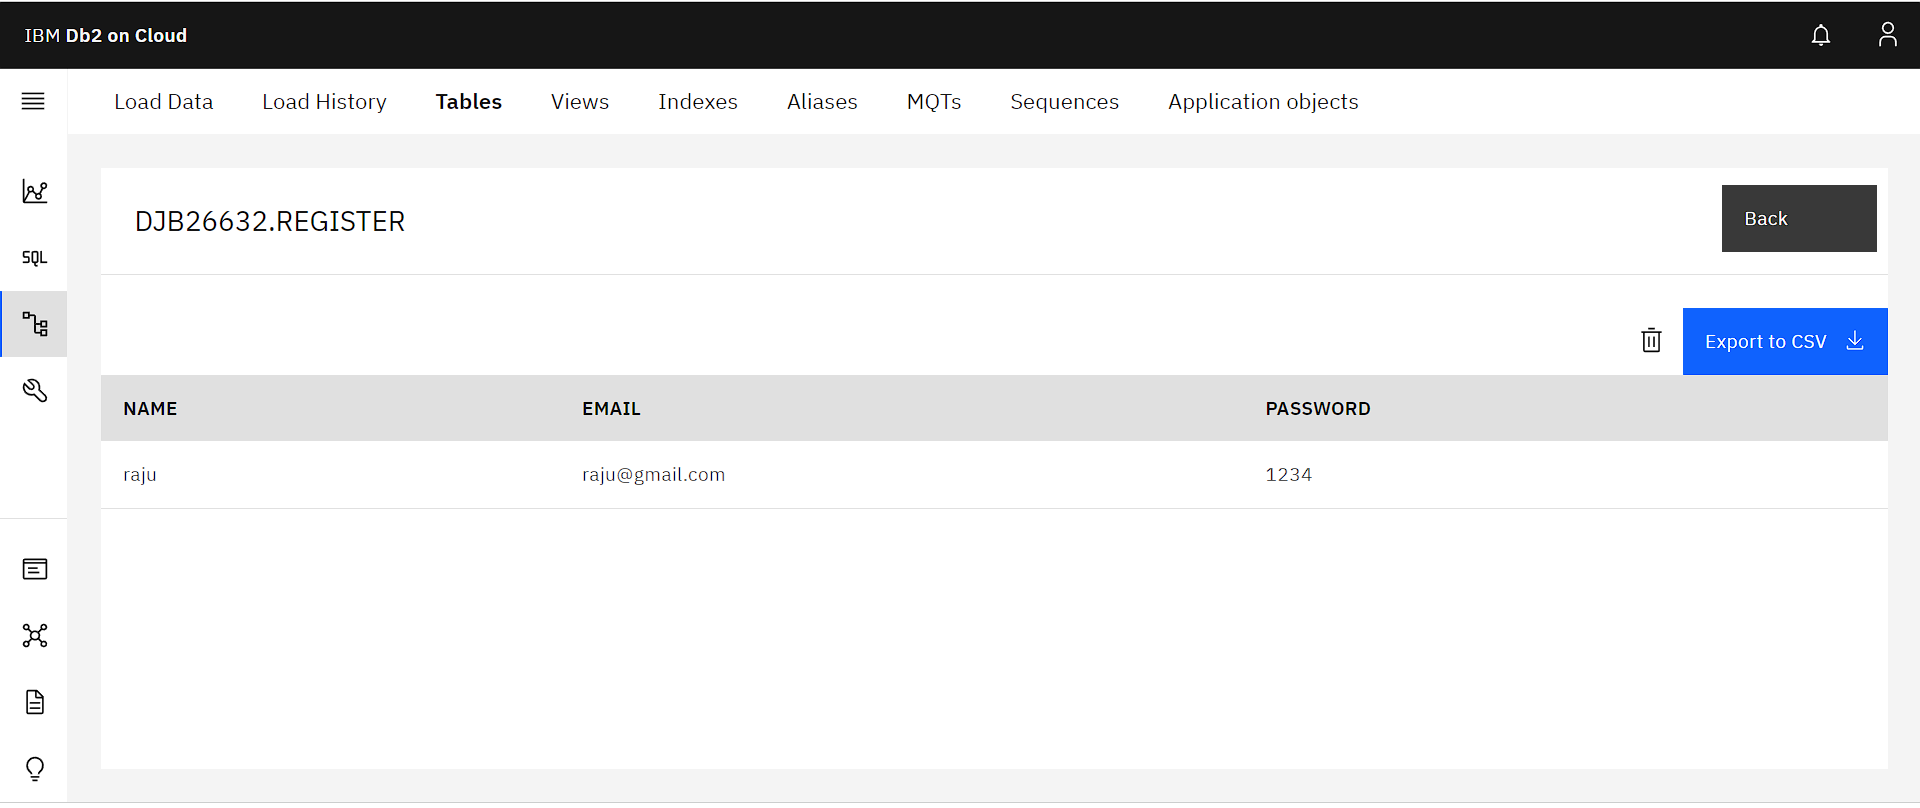 IBM Db2 on Cloud
Load Data Load History Tables Views Indexes Aliases MQTs Sequences Application objects
SQL
DJB26632.REGISTER
Back
Export to CSV
NAME EMAIL PASSWORD
raju raju@gmail.com 1234